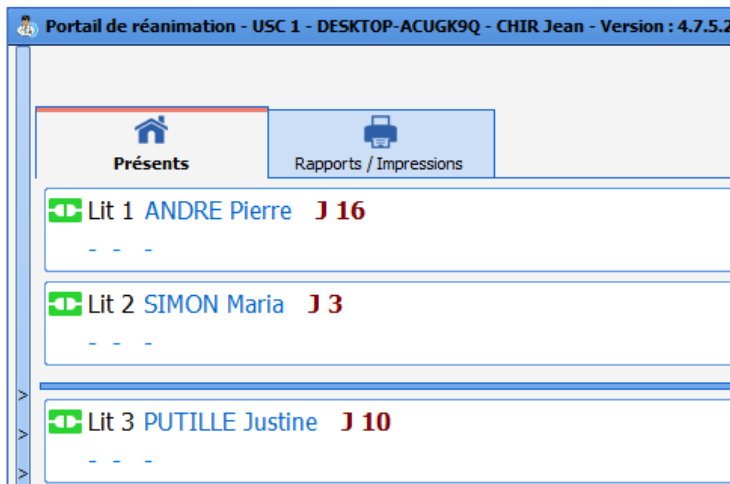 Portail de réanimation - USC 1 - DESKTOP-ACUGK9Q - CHIR Jean - Version : 4.7.5.2
Présents
Rapports / Impressions
Lit 1 ANDRE Pierre J 16
- - -
Lit 2 SIMON Maria J 3
- - -
>
Lit 3 PUTILLE Justine J 10
>
- - -
>